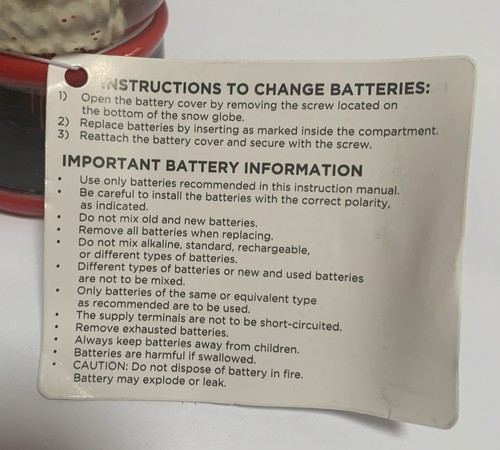 INSTRUCTIONS TO CHANGE BATTERIES:
1) Open the battery cover by removing the screw located on
the bottom of the snow globe.
2) Replace batteries by inserting as marked inside the compartment.
3) Reattach the battery cover and secure with the screw.
IMPORTANT BATTERY INFORMATION
• Use only batteries recommended in this instruction manual.
• Be careful to install the batteries with the correct polarity,
as indicated.
• Do not mix old and new batteries.
• Remove all batteries when replacing.
• Do not mix alkaline, standard, rechargeable,
or different types of batteries.
• Different types of batteries or new and used batteries
are not to be mixed.
• Only batteries of the same or equivalent type
as recommended are to be used.
• The supply terminals are not to be short-circuited.
• Remove exhausted batteries.
• Always keep batteries away from children.
• Batteries are harmful if swallowed.
• CAUTION: Do not dispose of battery in fire.
Battery may explode or leak.